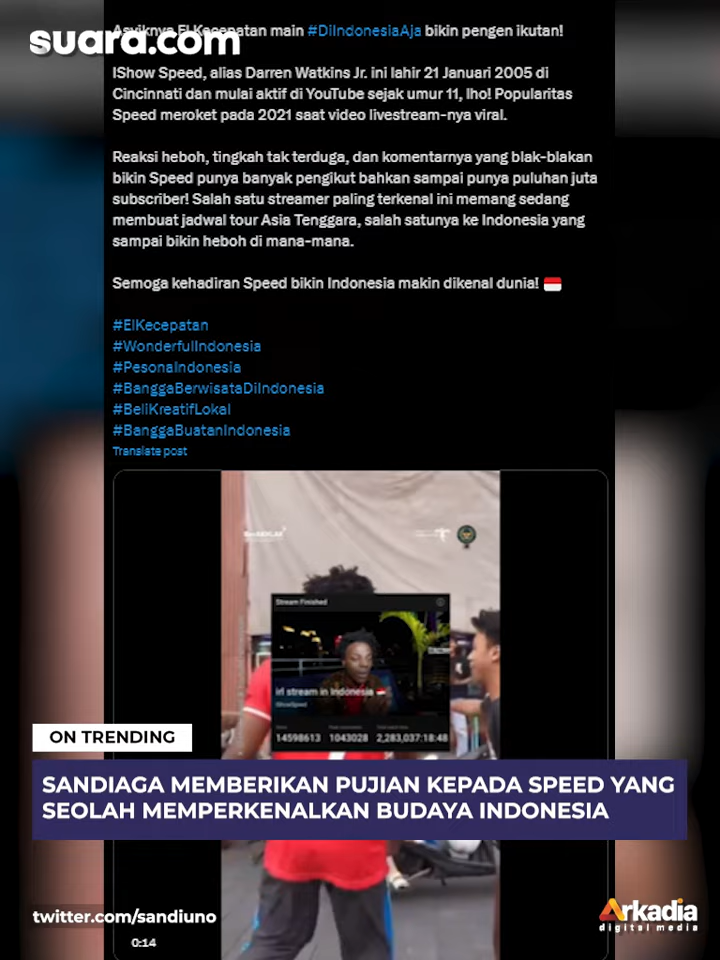 Asyiknya El Kecepatan main #DiIndonesiaAja bikin pengen ikutan!
suara.com
IShow Speed, alias Darren Watkins Jr. ini lahir 21 Januari 2005 di
Cincinnati dan mulai aktif di YouTube sejak umur 11, lho! Popularitas
Speed meroket pada 2021 saat video livestream-nya viral.
Reaksi heboh, tingkah tak terduga, dan komentarnya yang blak-blakan
bikin Speed punya banyak pengikut bahkan sampai punya puluhan juta
subscriber! Salah satu streamer paling terkenal ini memang sedang
membuat jadwal tour Asia Tenggara, salah satunya ke Indonesia yang
sampai bikin heboh di mana-mana.
Semoga kehadiran Speed bikin Indonesia makin dikenal dunia!
#ElKecepatan
#WonderfulIndonesia
#PesonaIndonesia
#BanggaBerwisataDiIndonesia
#BeliKreatifLokal
#BanggaBuatanIndonesia
Translate post
Stream Finished
irl stream in Indonesia
IShowSpeed
14598613 1043028 2,283,037:18:48
ON TRENDING
SANDIAGA MEMBERIKAN PUJIAN KEPADA SPEED YANG
SEOLAH MEMPERKENALKAN BUDAYA INDONESIA
twitter.com/sandiuno
0:14
Arkadia
digital media